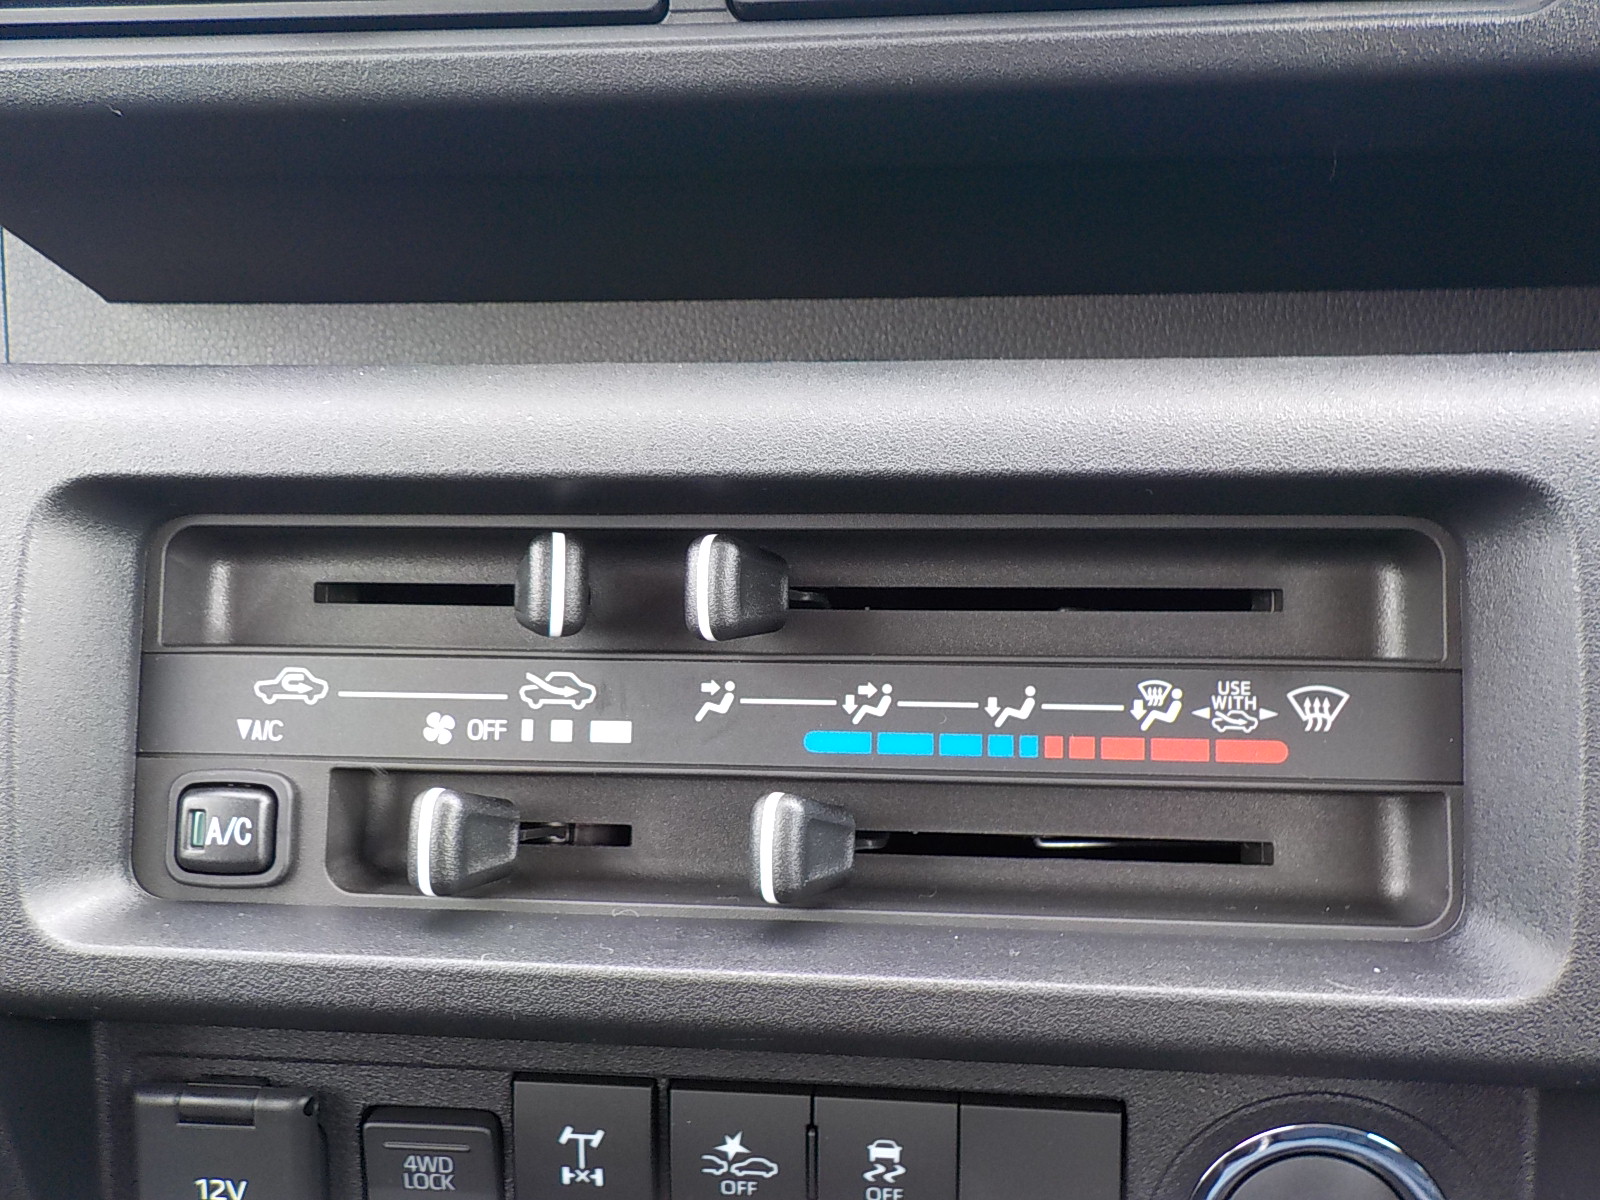 USE
WITH
▼A/C
OFF
A/C
12V
4WD
LOCK
OFF
OFF